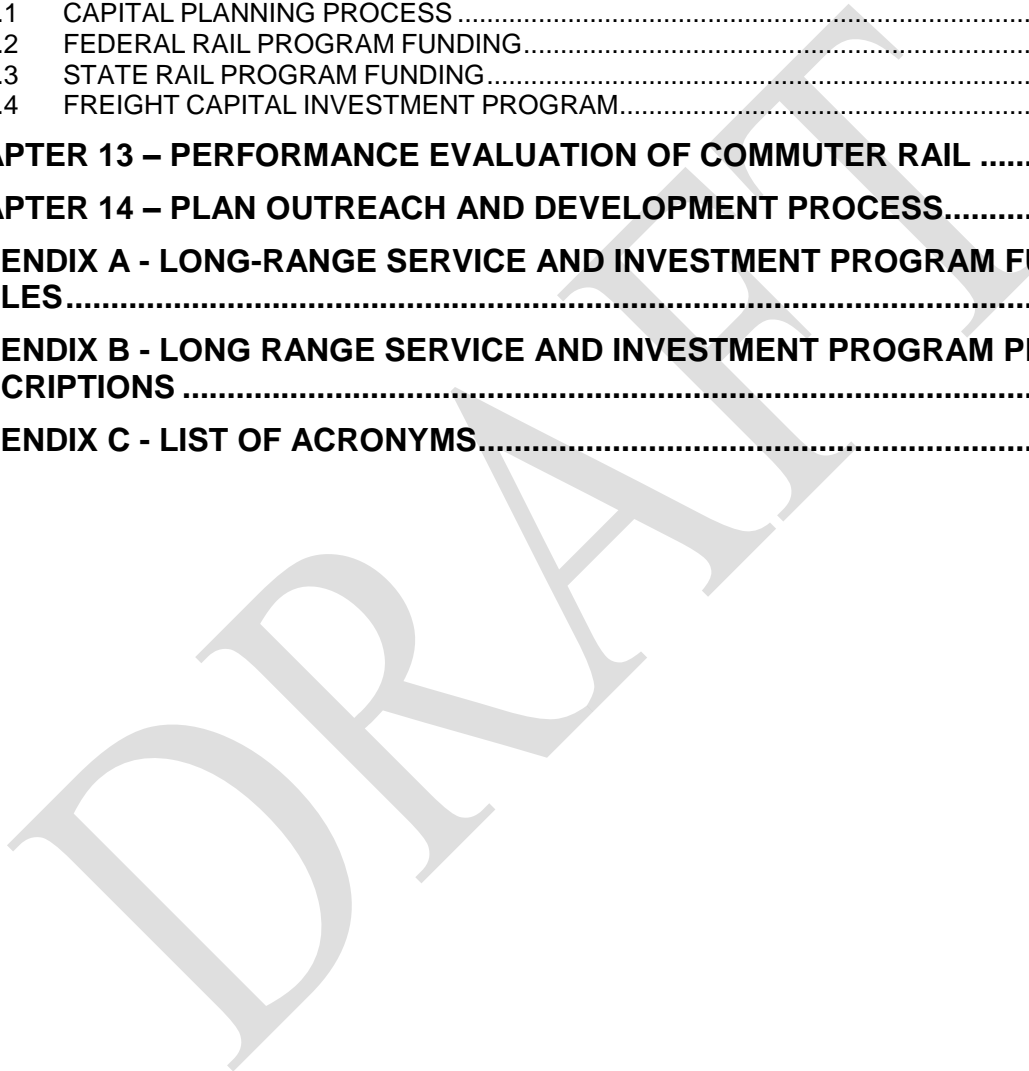 .1 CAPITAL PLANNING PROCESS ........................................................................
.2 FEDERAL RAIL PROGRAM FUNDING................................................................
.3 STATE RAIL PROGRAM FUNDING.....................................................................
.4 FREIGHT CAPITAL INVESTMENT PROGRAM....................................................
APTER 13 – PERFORMANCE EVALUATION OF COMMUTER RAIL ......
APTER 14 – PLAN OUTREACH AND DEVELOPMENT PROCESS..........
ENDIX A - LONG-RANGE SERVICE AND INVESTMENT PROGRAM FU
LES...................................................................................................................
ENDIX B - LONG RANGE SERVICE AND INVESTMENT PROGRAM P
CRIPTIONS .....................................................................................................
ENDIX C - LIST OF ACRONYMS..................................................................
DRAFT